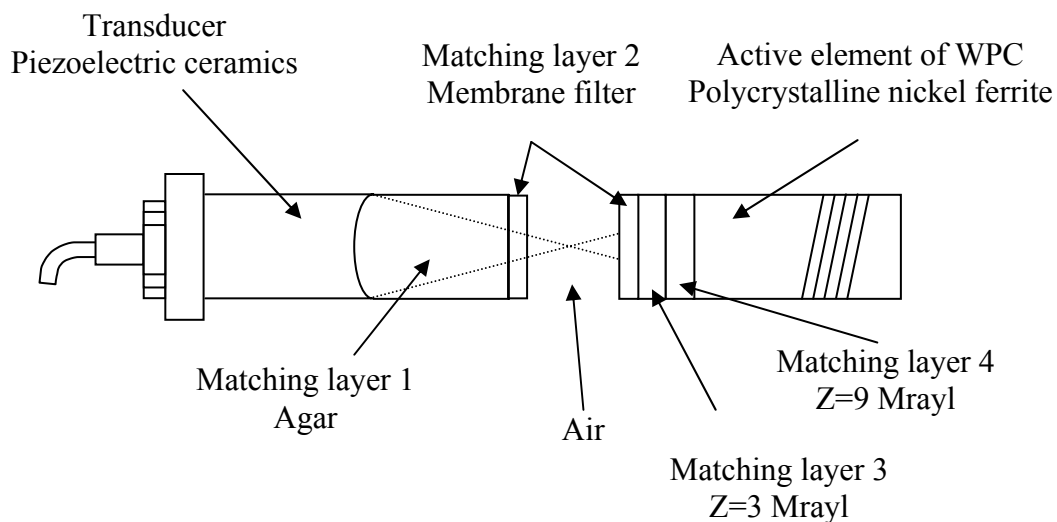 Transducer
Piezoelectric ceramics
Matching layer 2
Membrane filter
Active element of WPC
Polycrystalline nickel ferrite
Matching layer 1
Agar
Air
Matching layer 4
Z=9 Mrayl
Matching layer 3
Z=3 Mrayl